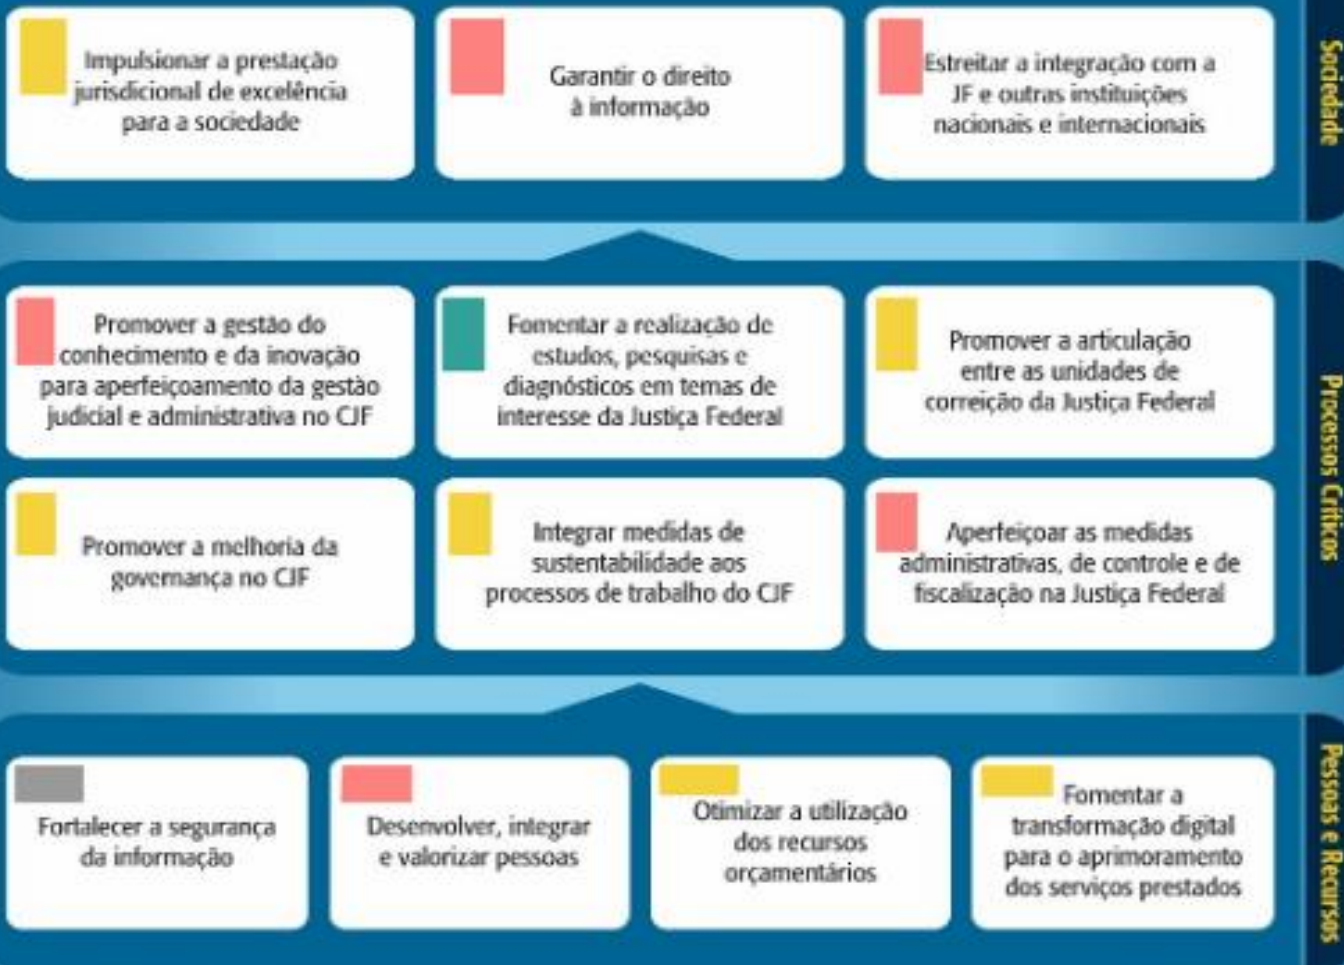 Impulsionar a prestação
jurisdicional de excelência
para a sociedade
Garantir o direito
à informação
Estreitar a integração com a
JF e outras instituições
nacionais e internacionais
Sociedade
Promover a gestão do
conhecimento e da inovação
para aperfeiçoamento da gestão
judicial e administrativa no CJF
Fomentar a realização de
estudos, pesquisas e
diagnósticos em temas de
interesse da Justiça Federal
Promover a articulação
entre as unidades de
correição da Justiça Federal
Promover a melhoria da
governança no CJF
Integrar medidas de
sustentabilidade aos
processos de trabalho do CJF
Aperfeiçoar as medidas
administrativas, de controle e de
fiscalização na Justiça Federal
Processos Críticos
Fortalecer a segurança
da informação
Desenvolver, integrar
e valorizar pessoas
Otimizar a utilização
dos recursos
orçamentários
Fomentar a
transformação digital
para o aprimoramento
dos serviços prestados
Pessoas e Recursos